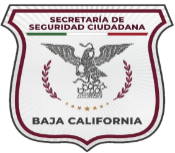 SECRETARÍA DE
SEGURIDAD CIUDADANA
BAJA CALIFORNIA